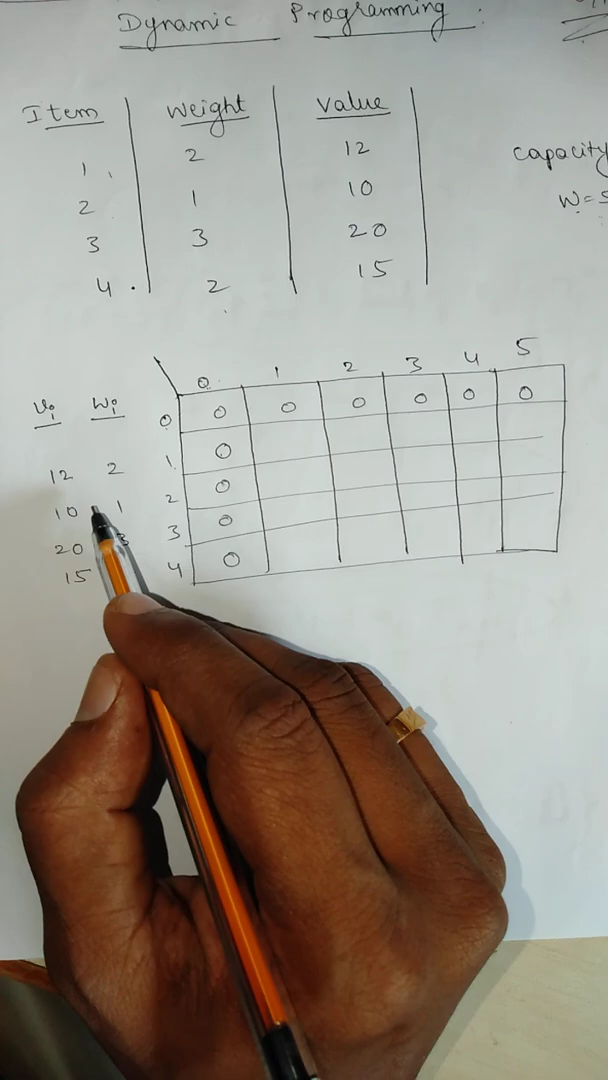 Dynamic Programming
Item Weight Value
1 2 12
2 1 10
3 3 20
4 2 15
Capacity
W=5
0 1 2 3 4 5
Vi Wi
0 0 0 0 0 0 0
12 2 1 0
10 1 2 0
20 3 3 0
15 4 0